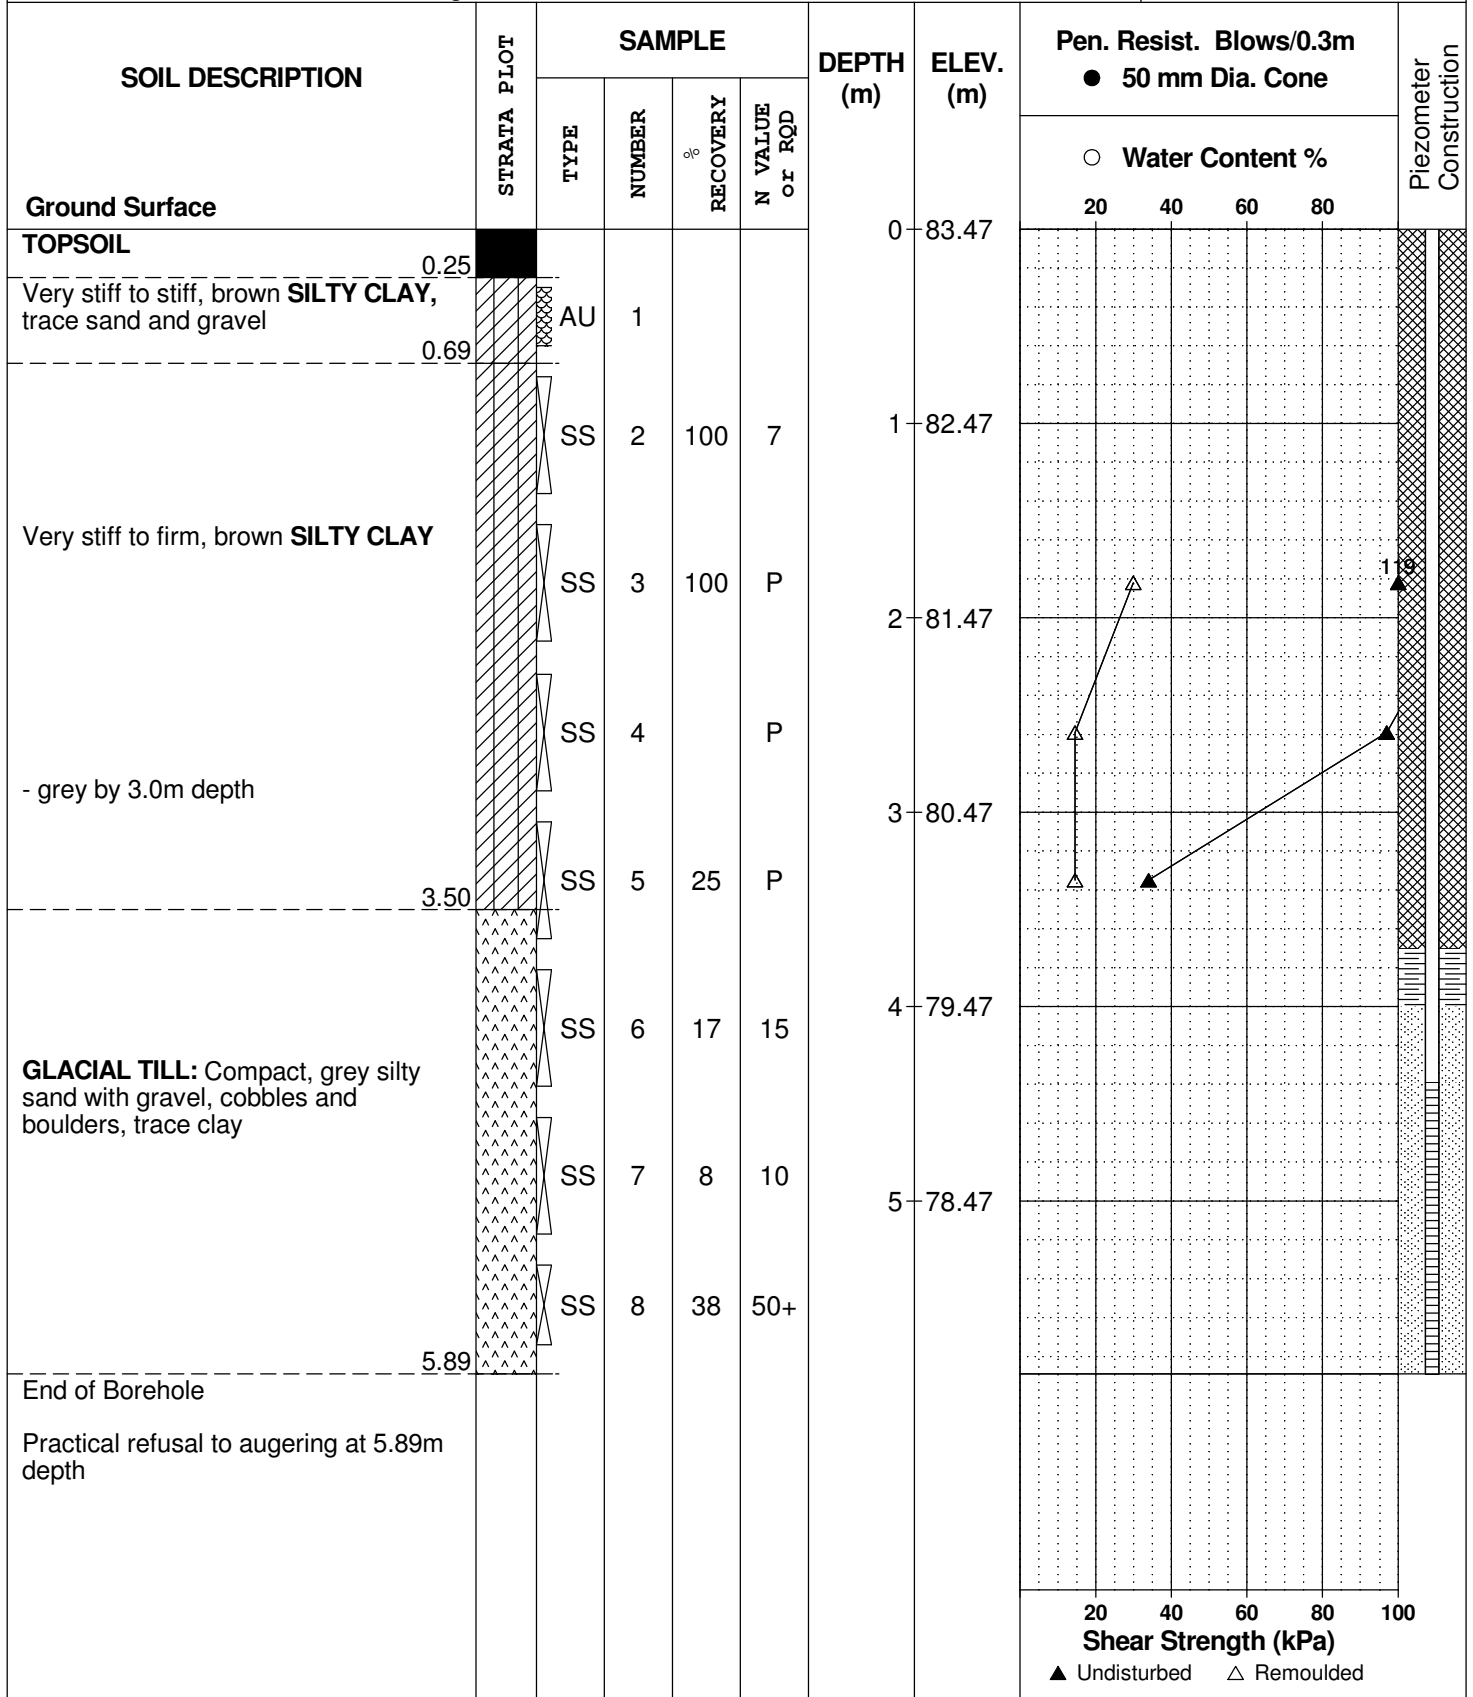 SOIL DESCRIPTION
Ground Surface
STRATA PLOT
SAMPLE
TYPE
NUMBER
% RECOVERY
N VALUE or RQD
DEPTH (m)
ELEV. (m)
Pen. Resist. Blows/0.3m
● 50 mm Dia. Cone
○ Water Content %
20 40 60 80
Piezometer Construction
0 83.47
TOPSOIL
0.25
Very stiff to stiff, brown SILTY CLAY,
trace sand and gravel
AU 1
0.69
1 82.47
SS 2 100 7
Very stiff to firm, brown SILTY CLAY
119
SS 3 100 P
2 81.47
SS 4 P
- grey by 3.0m depth
3 80.47
SS 5 25 P
3.50
4 79.47
SS 6 17 15
GLACIAL TILL: Compact, grey silty
sand with gravel, cobbles and
boulders, trace clay
SS 7 8 10
5 78.47
SS 8 38 50+
5.89
End of Borehole
Practical refusal to augering at 5.89m
depth
20 40 60 80 100
Shear Strength (kPa)
▲ Undisturbed △ Remoulded